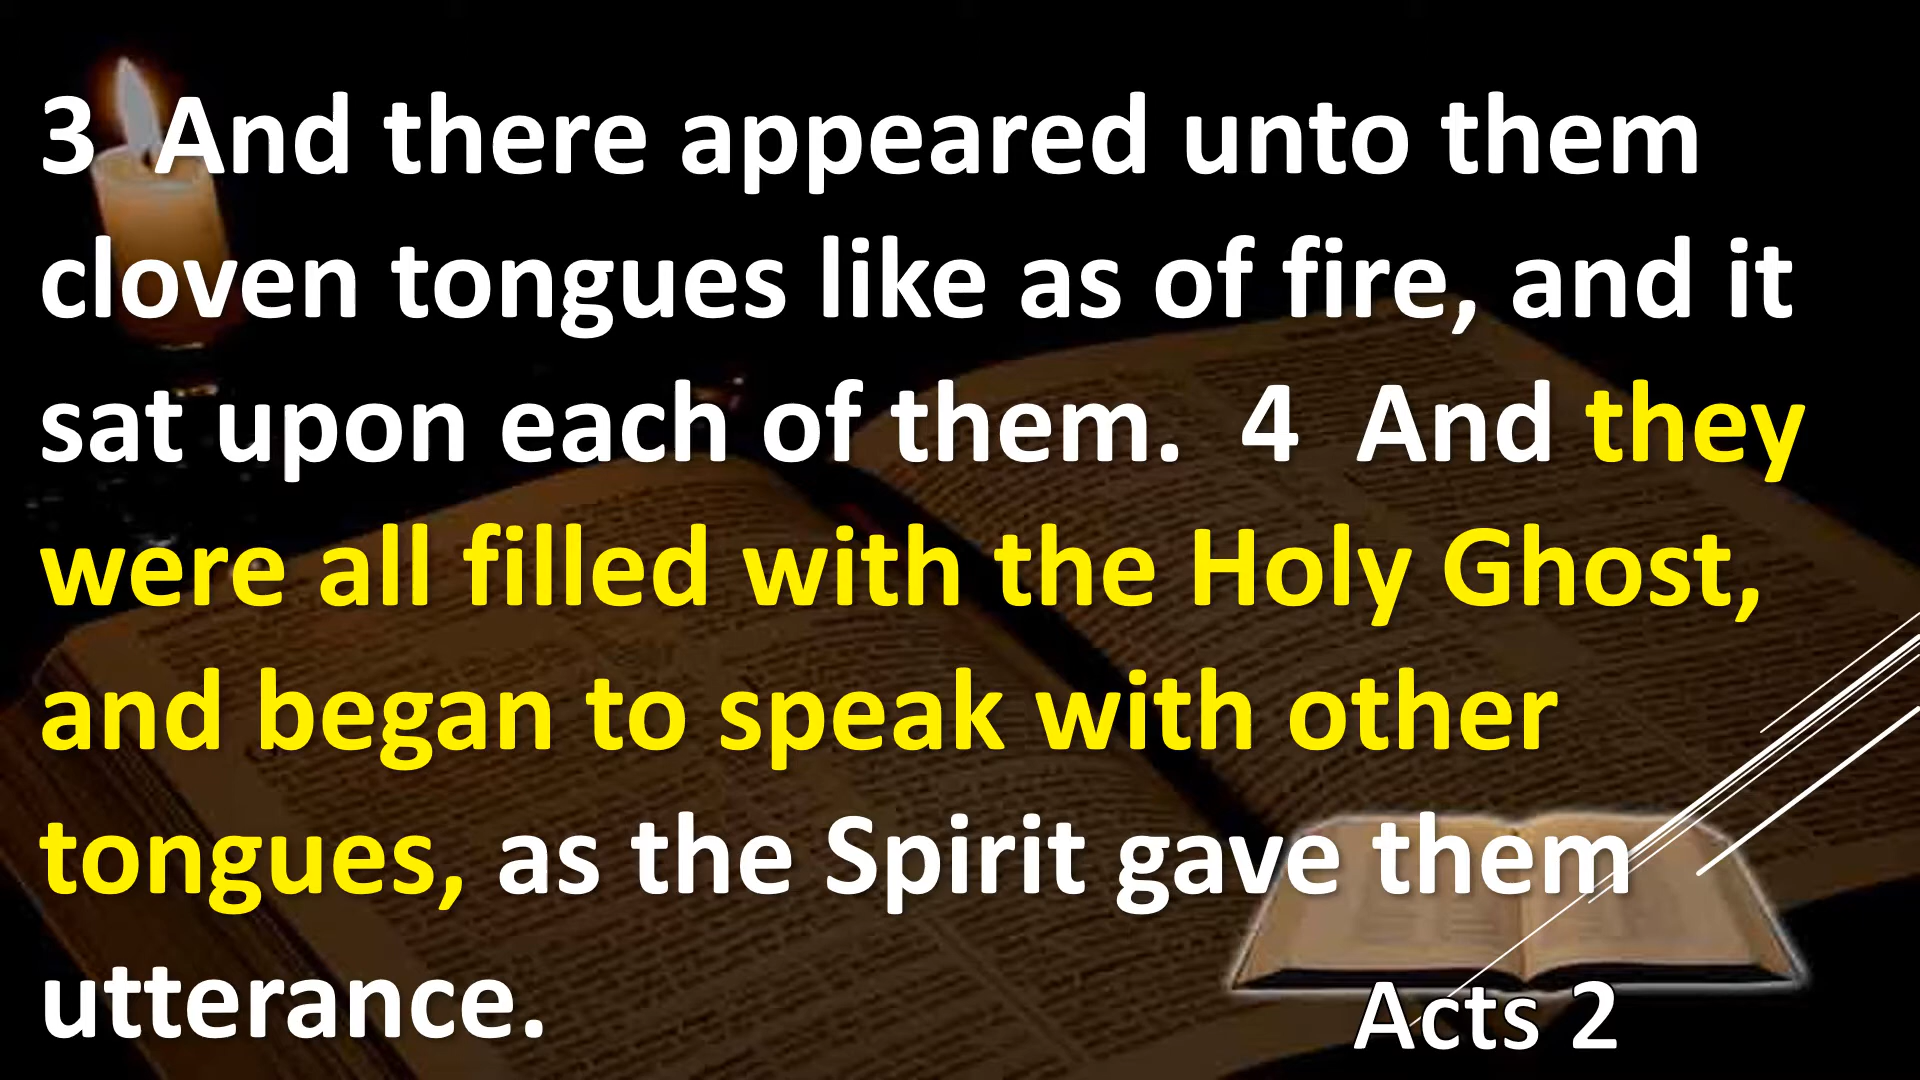 3  And there appeared unto them
cloven tongues like as of fire, and it
sat upon each of them.  4  And they
were all filled with the Holy Ghost,
and began to speak with other
tongues, as the Spirit gave them
utterance.
Acts 2